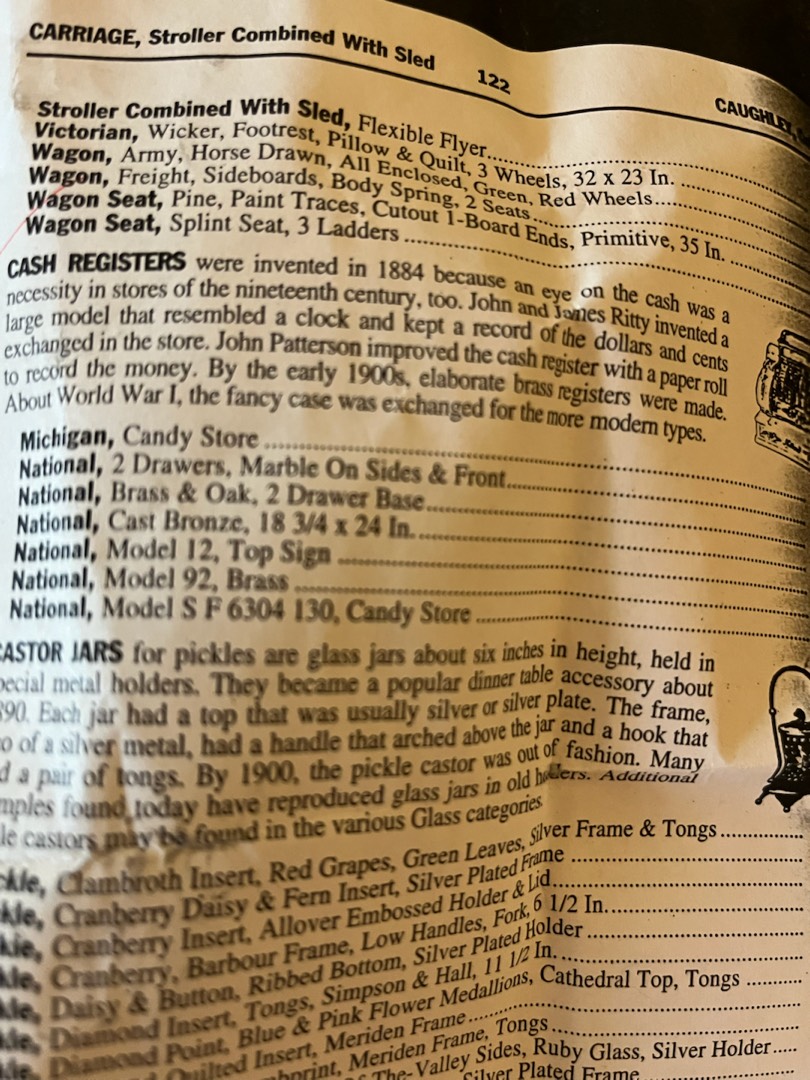 CARRIAGE, Stroller Combined With Sled 122 CAUGHLEY,
Stroller Combined With Sled, Flexible Flyer
Victorian, Wicker, Footrest, Pillow & Quilt, 3 Wheels, 32 x 23 In.
Wagon, Army, Horse Drawn, All Enclosed, Green, Red Wheels
Wagon, Freight, Sideboards, Body Spring, 2 Seats
Wagon Seat, Pine, Paint Traces, Cutout 1-Board Ends, Primitive, 35 In.
Wagon Seat, Splint Seat, 3 Ladders
CASH REGISTERS were invented in 1884 because an eye on the cash was a
necessity in stores of the nineteenth century, too. John and James Ritty invented a
large model that resembled a clock and kept a record of the dollars and cents
exchanged in the store. John Patterson improved the cash register with a paper roll
to record the money. By the early 1900s, elaborate brass registers were made.
About World War I, the fancy case was exchanged for the more modern types.
Michigan, Candy Store
National, 2 Drawers, Marble On Sides & Front
National, Brass & Oak, 2 Drawer Base
National, Cast Bronze, 18 3/4 x 24 In.
National, Model 12, Top Sign
National, Model 92, Brass
National, Model S F 6304 130, Candy Store
CASTOR JARS for pickles are glass jars about six inches in height, held in
pecial metal holders. They became a popular dinner table accessory about
890. Each jar had a top that was usually silver or silver plate. The frame,
o of a silver metal, had a handle that arched above the jar and a hook that
d a pair of tongs. By 1900, the pickle castor was out of fashion. Many
mples found today have reproduced glass jars in old holders. Additional
le castors may be found in the various Glass categories
kle, Clambroth Insert, Red Grapes, Green Leaves, Silver Frame & Tongs
kle, Cranberry Daisy & Fern Insert, Silver Plated Frame
kle, Cranberry Insert, Allover Embossed Holder & Lid
kle, Cranberry, Barbour Frame, Low Handles, Fork, 6 1/2 In.
kle, Daisy & Button, Ribbed Bottom, Silver Plated Holder
kle, Diamond Insert, Tongs, Simpson & Hall, 11 1/2 In.
kle, Diamond Point, Blue & Pink Flower Medallions, Cathedral Top, Tongs
Quilted Insert, Meriden Frame
print, Meriden Frame, Tongs
The-Valley Sides, Ruby Glass, Silver Holder
Silver Plated Frame